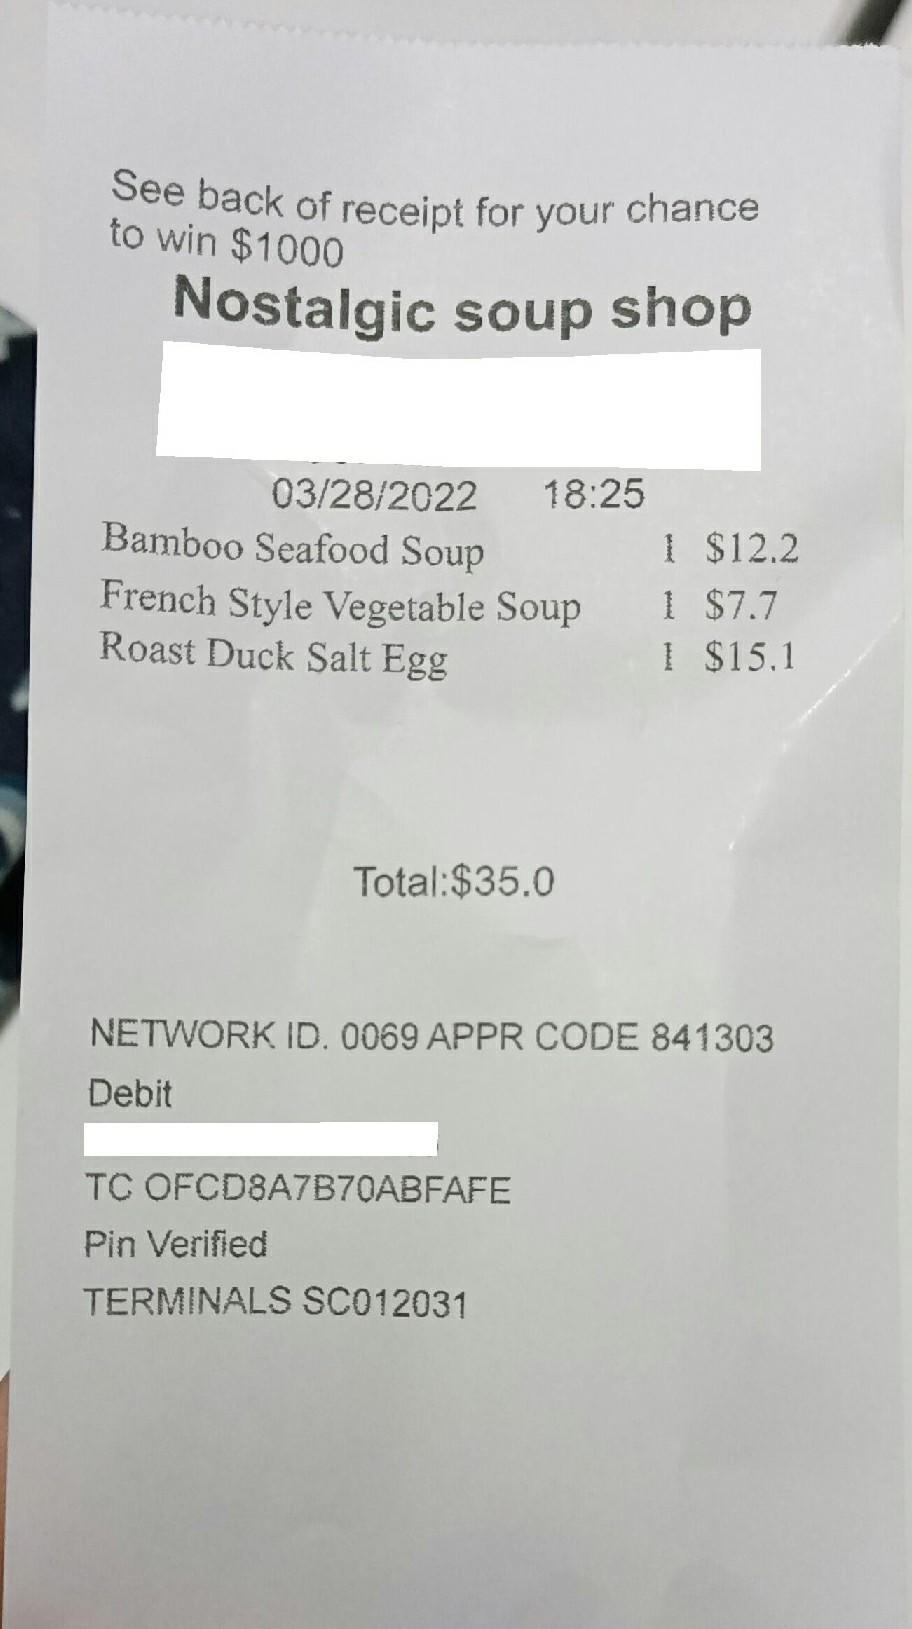 See back of receipt for your chance
to win $1000
Nostalgic soup shop
03/28/2022 18:25
Bamboo Seafood Soup 1 $12.2
French Style Vegetable Soup 1 $7.7
Roast Duck Salt Egg 1 $15.1
Total:$35.0
NETWORK ID. 0069 APPR CODE 841303
Debit
TC OFCD8A7B70ABFAFE
Pin Verified
TERMINALS SC012031